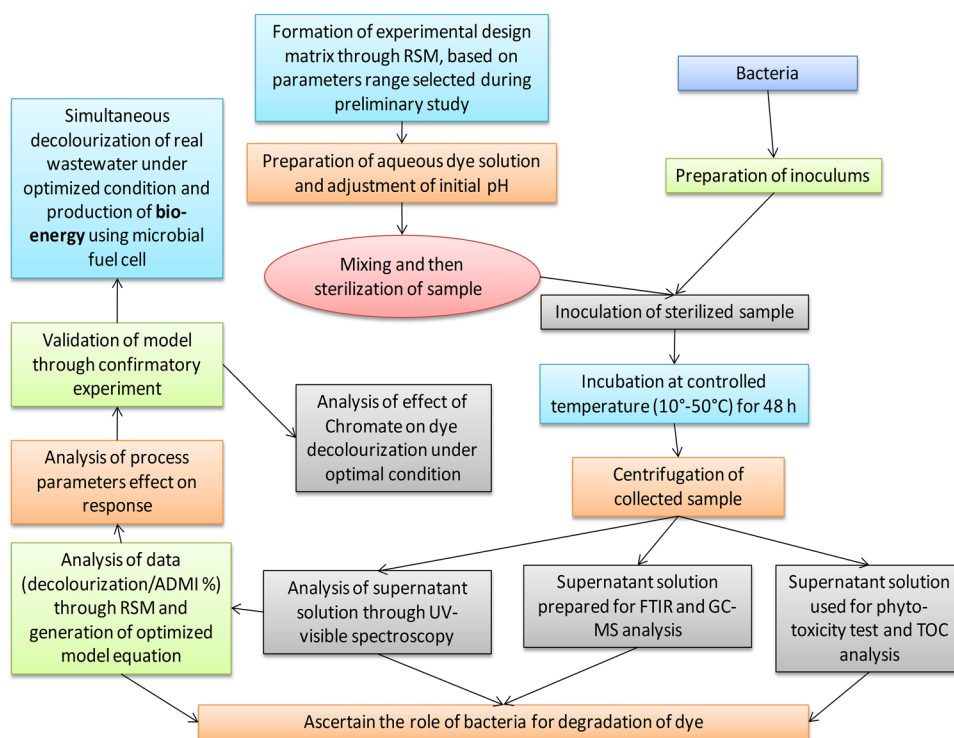 Formation of experimental design
matrix through RSM, based on
parameters range selected during
preliminary study
Bacteria
Simultaneous
decolourization of real
wastewater under
optimized condition and
production of bio-
energy using microbial
fuel cell
Preparation of aqueous dye solution
and adjustment of initial pH
Preparation of inoculums
Mixing and then
sterilization of sample
Inoculation of sterilized sample
Validation of model
through confirmatory
experiment
Incubation at controlled
temperature (10°-50°C) for 48 h
Analysis of effect of
Chromate on dye
decolourization under
optimal condition
Analysis of process
parameters effect on
response
Centrifugation of
collected sample
Analysis of data
(decolourization/ADMI %)
through RSM and
generation of optimized
model equation
Analysis of supernatant
solution through UV-
visible spectroscopy
Supernatant solution
prepared for FTIR and GC-
MS analysis
Supernatant solution
used for phyto-
toxicity test and TOC
analysis
Ascertain the role of bacteria for degradation of dye